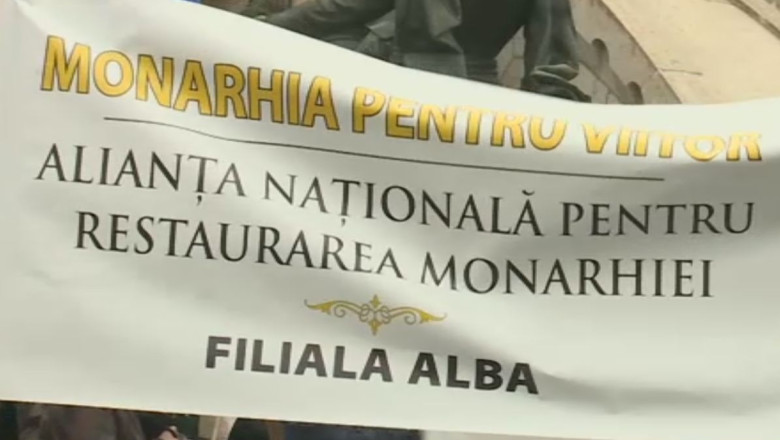 MONARHIA PENTRU VIITOR
ALIANȚA NAȚIONALĂ PENTRU
RESTAURAREA MONARHIEI
FILIALA ALBA